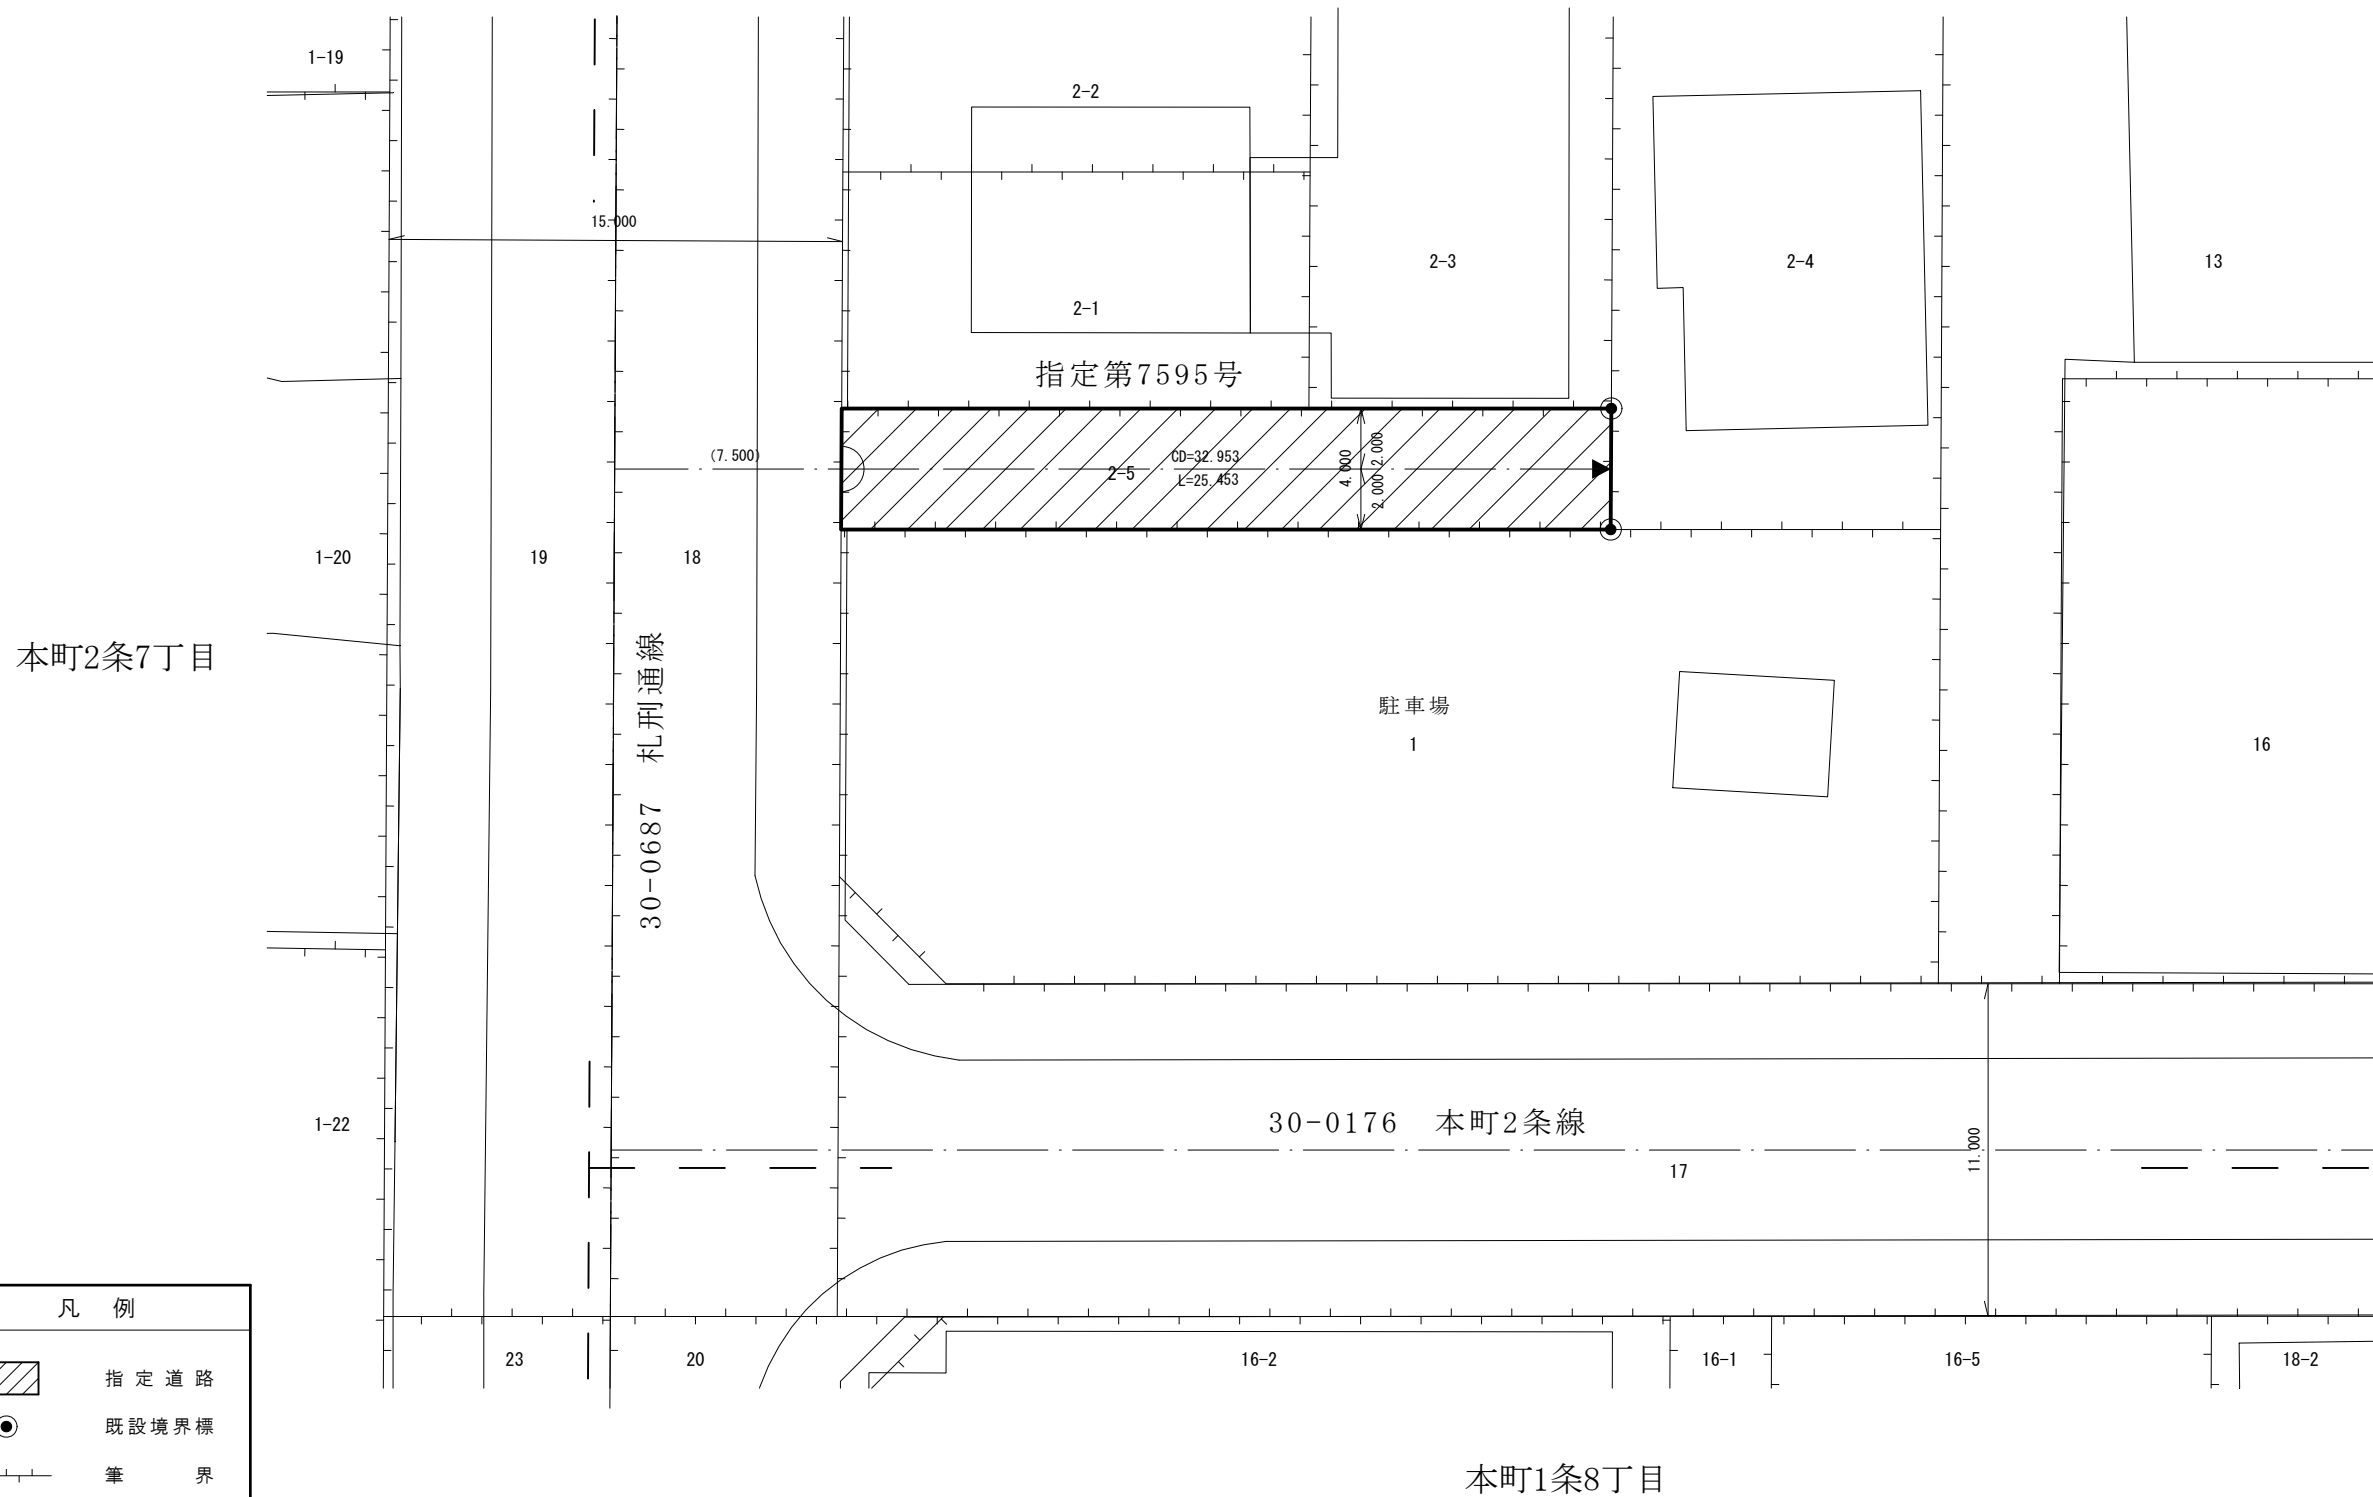 1-19
2-2
15.000
2-3
2-4
13
2-1
指定第7595号
(7.500)
CD=32.953
2-5
L=25.453
4.000
2.000 2.000
1-20
19
18
本町2条7丁目
30-0687 札刑通線
駐車場
1
16
1-22
30-0176 本町2条線
11.000
17
凡 例
指定道路
既設境界標
筆 界
23
20
16-2
16-1
16-5
18-2
本町1条8丁目